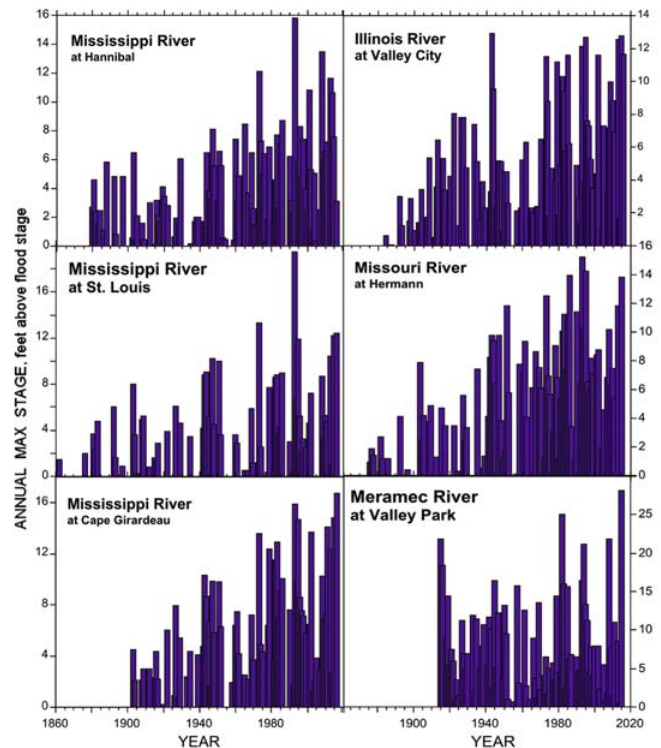 ANNUAL MAX STAGE, feet above flood stage
Mississippi River
at Hannibal
16
14
12
10
8
6
4
2
0
Illinois River
at Valley City
14
12
10
8
6
4
2
Mississippi River
at St. Louis
16
12
8
4
0
Missouri River
at Hermann
16
14
12
10
8
6
4
2
0
Mississippi River
at Cape Girardeau
16
12
8
4
0
1860 1900 1940 1980
YEAR
Meramec River
at Valley Park
25
20
15
10
5
0
1900 1940 1980 2020
YEAR